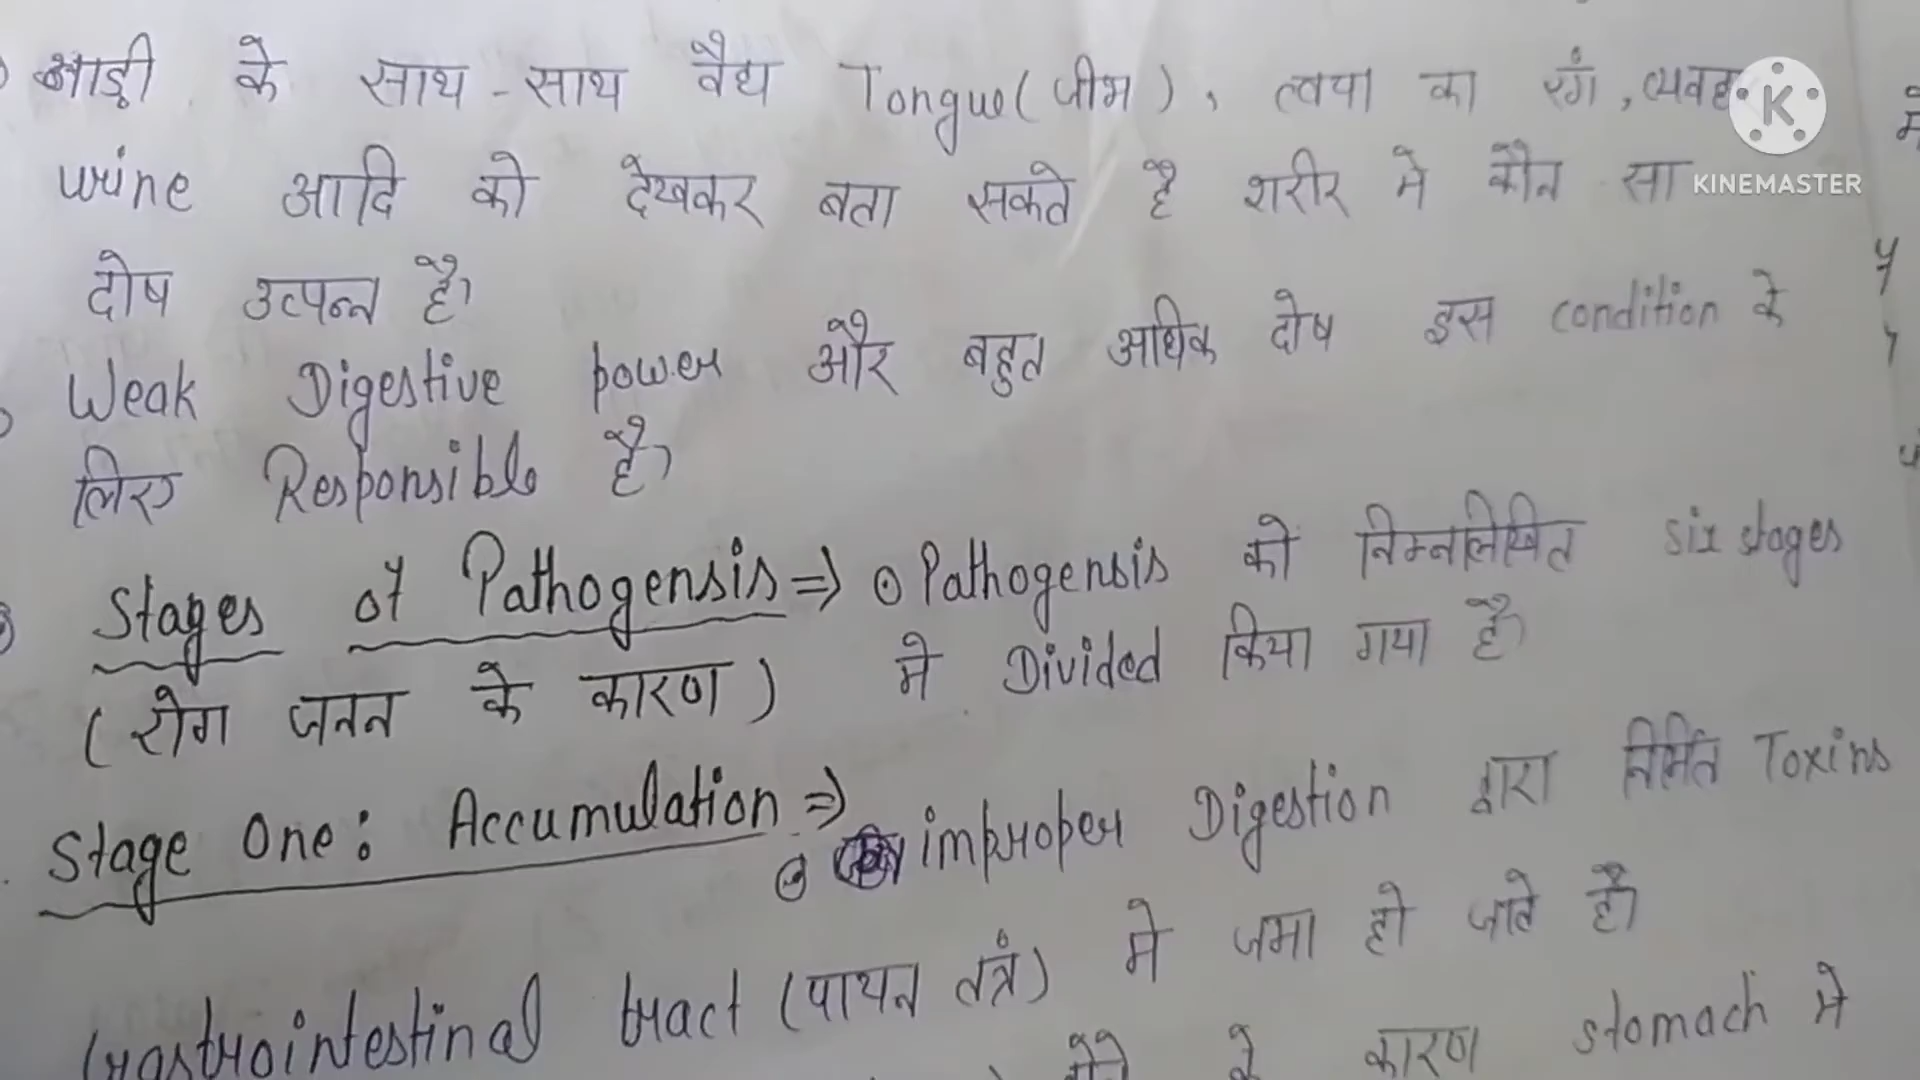 नाड़ी के साथ-साथ वैद्य Tongue (जीभ), त्वचा का रंग,
urine आदि को देखकर बता सकते है शरीर मे कौन सा
दोष उत्पन्न है।
Weak Digestive power और बहुत अधिक दोष इस condition के
लिए Responsible है।
Stages of Pathogensis ⇒ ⊙ Pathogensis को निम्नलिखित six stages
(रोग जनन के कारण) मे Divided किया गया है।
Stage One: Accumulation ⇒
improper Digestion द्वारा निर्मित Toxins
Gastrointestinal tract (पाचन तंत्र) मे जमा हो जाते है।
के कारण stomach मे
KINEMASTER